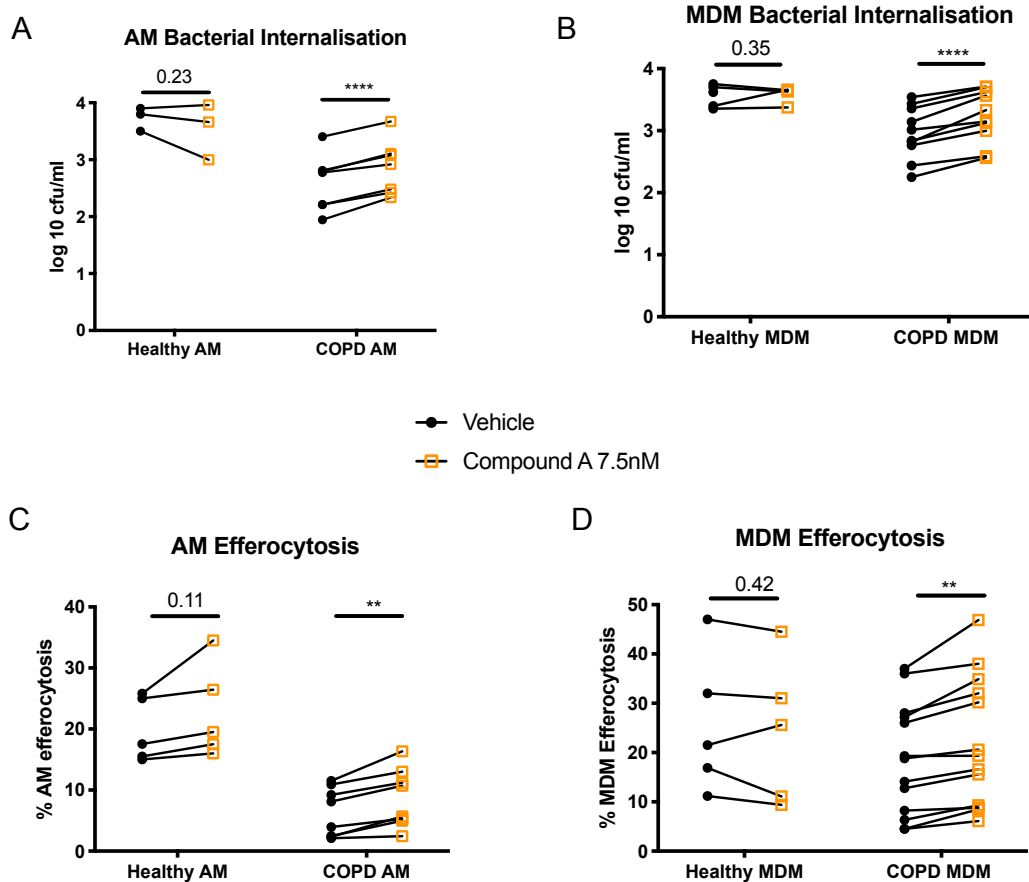 A
AM Bacterial Internalisation
0.23
****
4
3
2
1
0
log 10 cfu/ml
Healthy AM
COPD AM
B
MDM Bacterial Internalisation
0.35
****
4
3
2
1
0
log 10 cfu/ml
Healthy MDM
COPD MDM
Vehicle
Compound A 7.5nM
C
AM Efferocytosis
0.11
**
40
30
20
10
0
% AM efferocytosis
Healthy AM
COPD AM
D
MDM Efferocytosis
0.42
**
50
40
30
20
10
0
% MDM Efferocytosis
Healthy MDM
COPD MDM